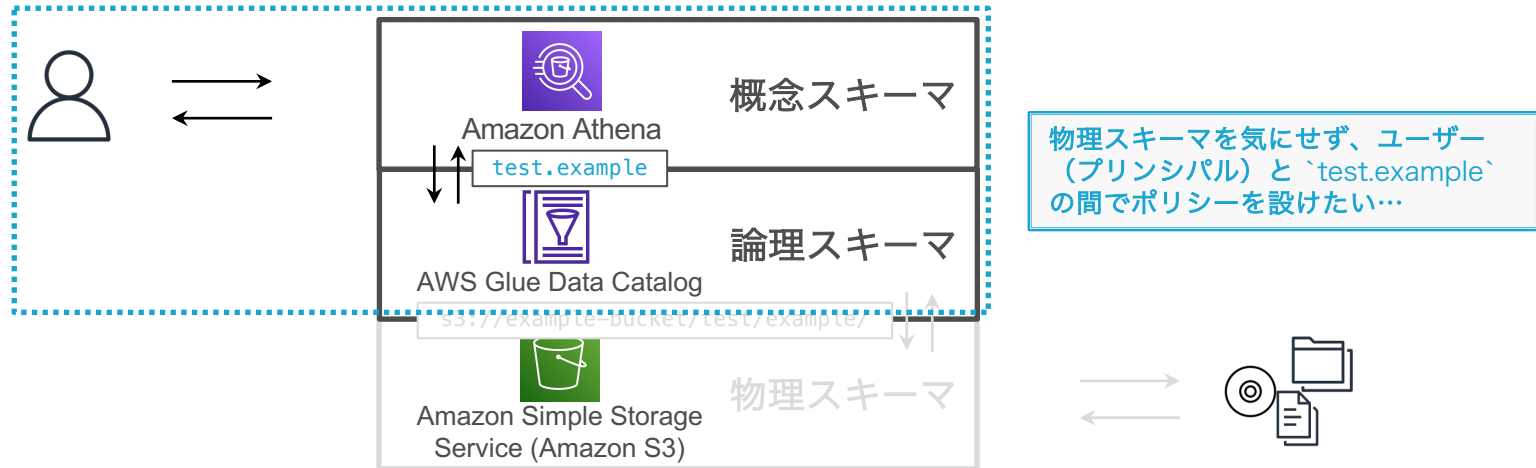 概念スキーマ
Amazon Athena
test.example
物理スキーマを気にせず、ユーザー
（プリンシパル）と `test.example`
の間でポリシーを設けたい…
論理スキーマ
AWS Glue Data Catalog
s3://example-bucket/test/example/
物理スキーマ
Amazon Simple Storage
Service (Amazon S3)